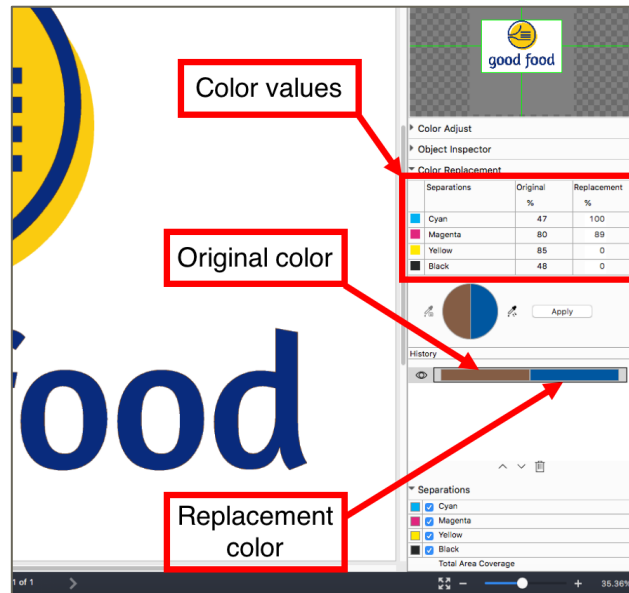 good food
Color values
Color Adjust
Object Inspector
Color Replacement
Separations Original Replacement
% %
Cyan 47 100
Magenta 80 89
Yellow 85 0
Black 48 0
Original color
Apply
History
food
Replacement
color
Separations
Cyan
Magenta
Yellow
Black
Total Area Coverage
1 of 1
35.36%